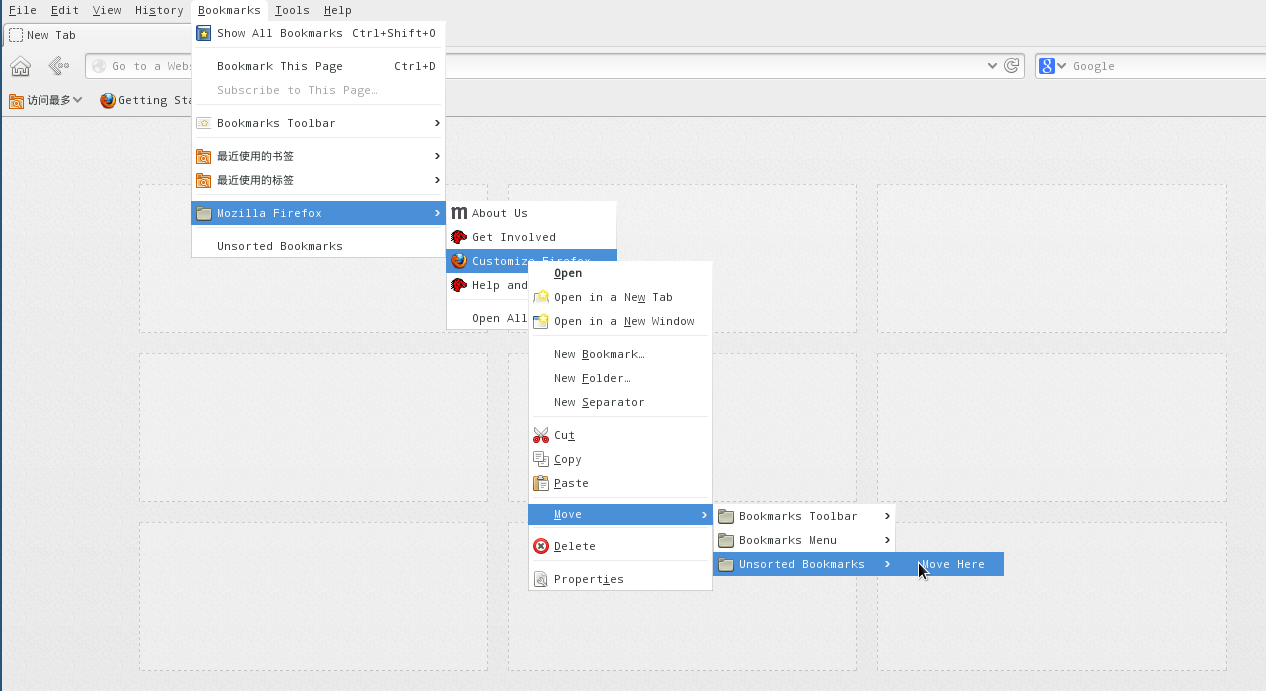 File Edit View History Bookmarks Tools Help
Show All Bookmarks Ctrl+Shift+O
New Tab
Bookmark This Page Ctrl+D
Go to a Web
Google
Subscribe to This Page…
访问最多
Getting Sta
Bookmarks Toolbar
最近使用的书签
最近使用的标签
Mozilla Firefox
Unsorted Bookmarks
About Us
Get Involved
Customize Firefox
Help and
Open All
Open
Open in a New Tab
Open in a New Window
New Bookmark…
New Folder…
New Separator
Cut
Copy
Paste
Move
Delete
Properties
Bookmarks Toolbar
Bookmarks Menu
Unsorted Bookmarks
Move Here